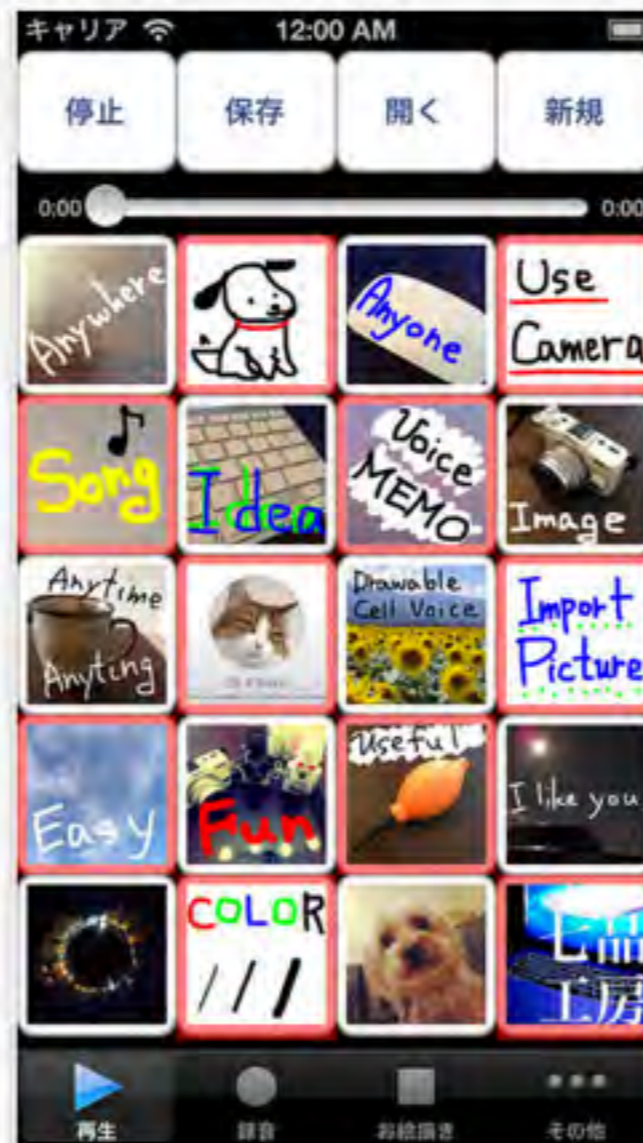 キャリア 12:00 AM
停止 保存 開く 新規
0:00 0:00
Anywhere
Anyone
Use
Camera
Song
Idea
Voice
MEMO
Image
Anytime
Anyting
Drawable
Cell Voice
Import
Picture
Easy
Fun
Useful
I like you
COLOR
工房
再生 録音 お絵描き その他